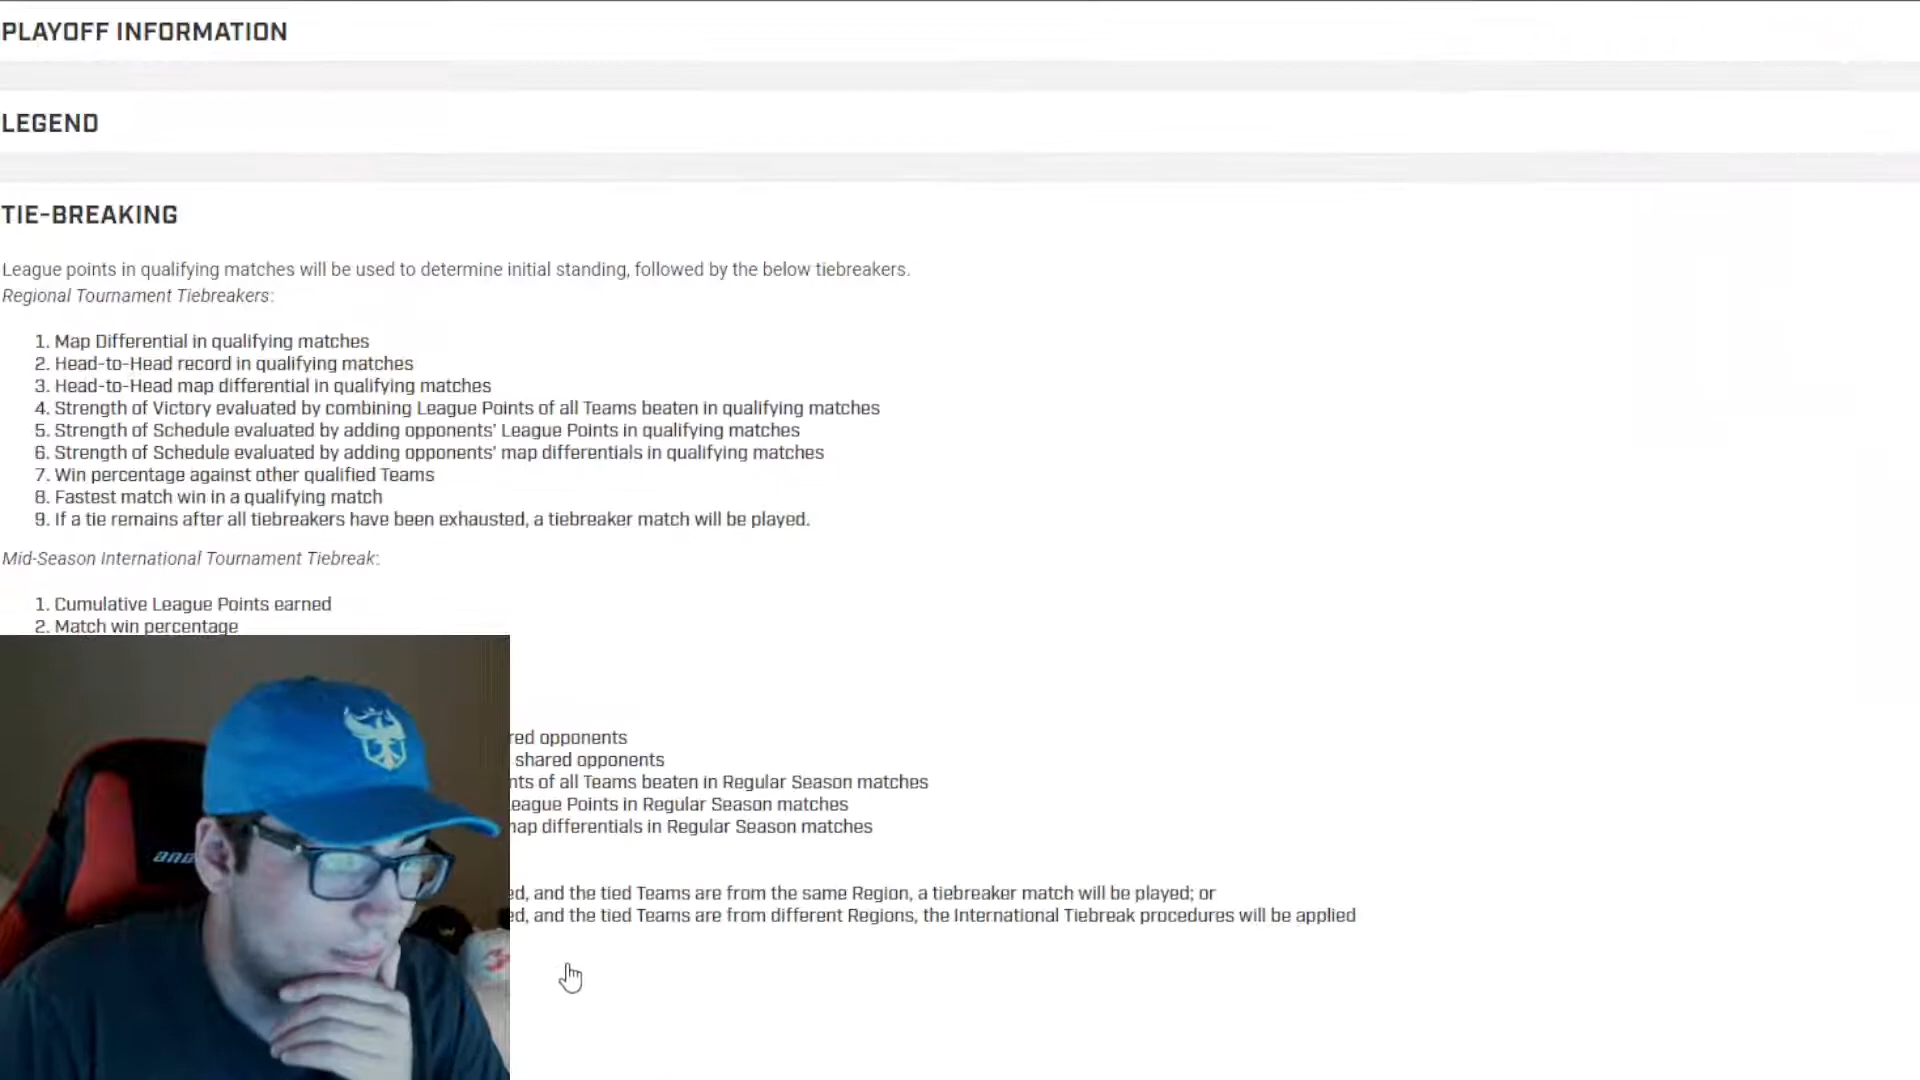 PLAYOFF INFORMATION
LEGEND
TIE-BREAKING
League points in qualifying matches will be used to determine initial standing, followed by the below tiebreakers.
Regional Tournament Tiebreakers:
1. Map Differential in qualifying matches
2. Head-to-Head record in qualifying matches
3. Head-to-Head map differential in qualifying matches
4. Strength of Victory evaluated by combining League Points of all Teams beaten in qualifying matches
5. Strength of Schedule evaluated by adding opponents' League Points in qualifying matches
6. Strength of Schedule evaluated by adding opponents' map differentials in qualifying matches
7. Win percentage against other qualified Teams
8. Fastest match win in a qualifying match
9. If a tie remains after all tiebreakers have been exhausted, a tiebreaker match will be played.
Mid-Season International Tournament Tiebreak:
1. Cumulative League Points earned
2. Match win percentage
opponents
shared opponents
of all Teams beaten in Regular Season matches
League Points in Regular Season matches
map differentials in Regular Season matches
and the tied Teams are from the same Region, a tiebreaker match will be played; or
and the tied Teams are from different Regions, the International Tiebreak procedures will be applied